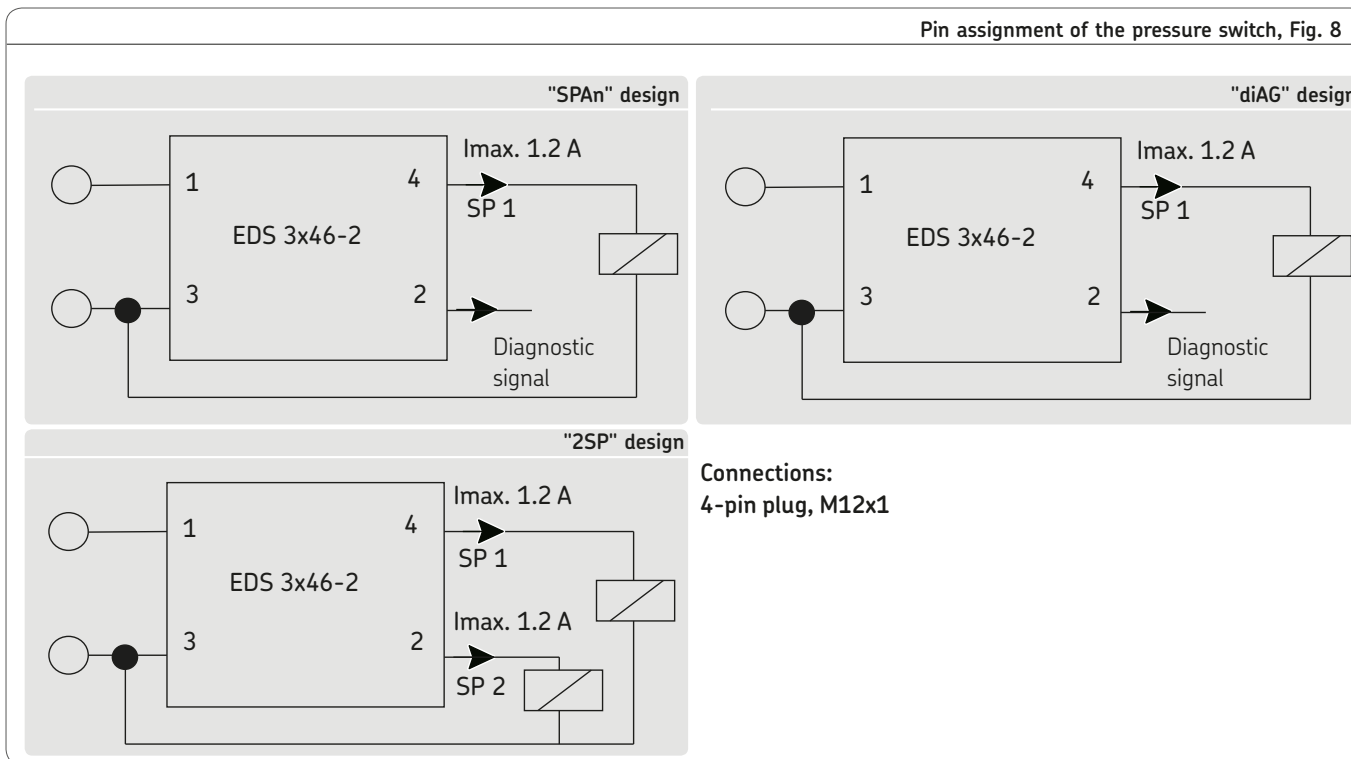 Pin assignment of the pressure switch, Fig. 8
"SPAn" design
Imax. 1.2 A
1
4
SP 1
EDS 3x46-2
3
2
Diagnostic
signal
"diAG" design
Imax. 1.2 A
1
4
SP 1
EDS 3x46-2
3
2
Diagnostic
signal
"2SP" design
Imax. 1.2 A
1
4
SP 1
EDS 3x46-2
Imax. 1.2 A
3
2
SP 2
Connections:
4-pin plug, M12x1